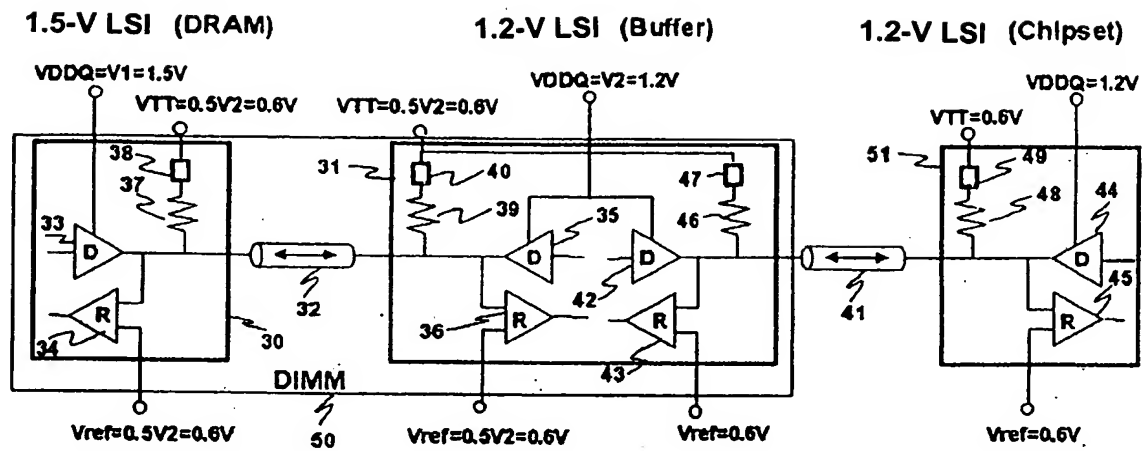 1.5-V LSI (DRAM)
1.2-V LSI (Buffer)
1.2-V LSI (Chipset)
VDDQ=V1=1.5V
VDDQ=V2=1.2V
VDDQ=1.2V
VTT=0.5V2=0.6V
VTT=0.5V2=0.6V
VTT=0.6V
38
37
33
D
R
34
30
32
31
40
39
35
D
36
R
47
46
D
42
R
43
41
51
49
48
44
D
45
R
DIMM
50
Vref=0.5V2=0.6V
Vref=0.5V2=0.6V
Vref=0.6V
Vref=0.6V